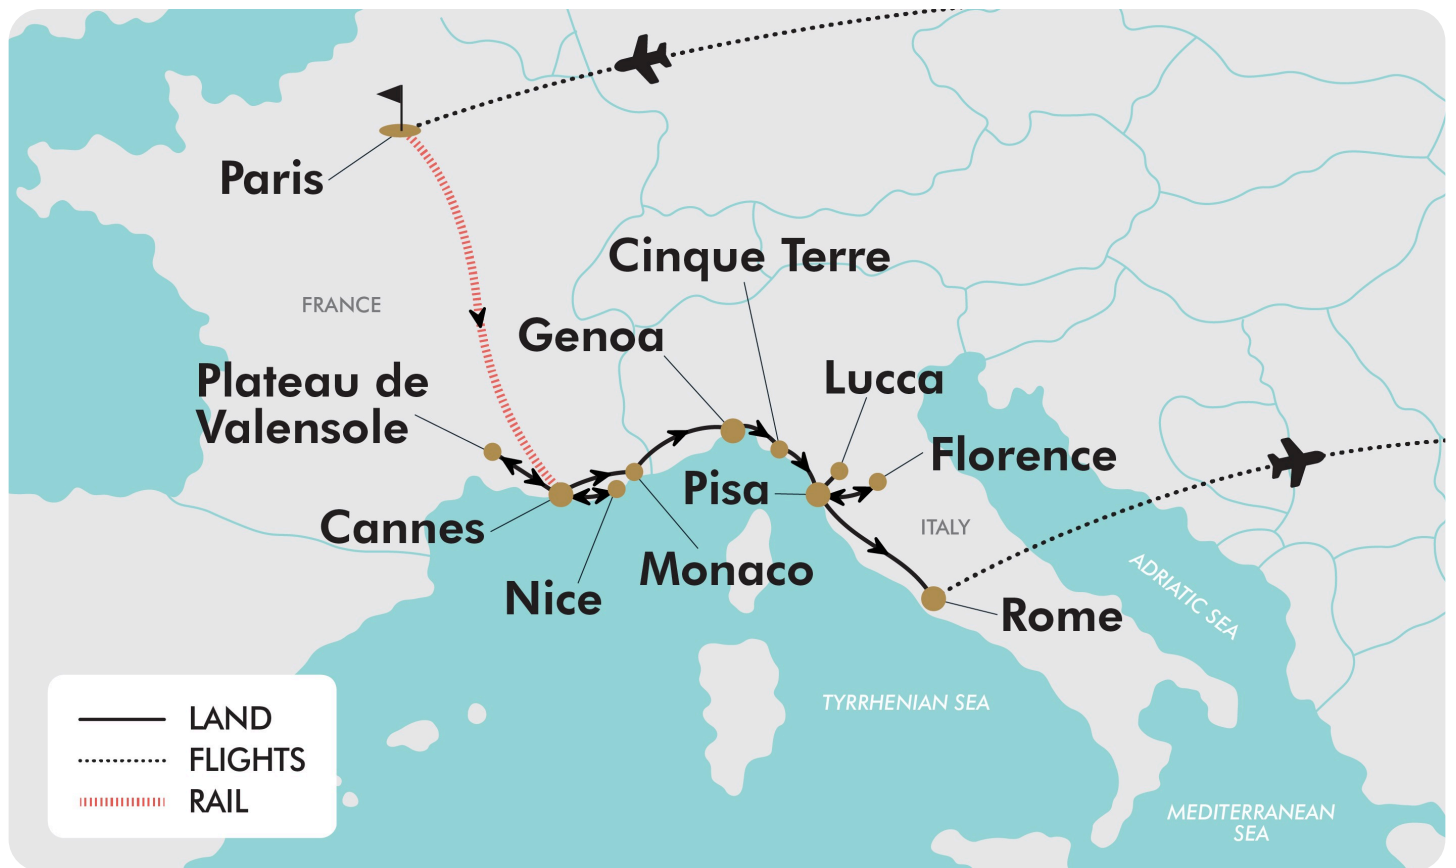 Paris
Cinque Terre
FRANCE
Genoa
Plateau de
Valensole
Lucca
Florence
Pisa
Cannes
ITALY
Monaco
Nice
ADRIATIC SEA
Rome
TYRRHENIAN SEA
LAND
FLIGHTS
RAIL
MEDITERRANEAN
SEA